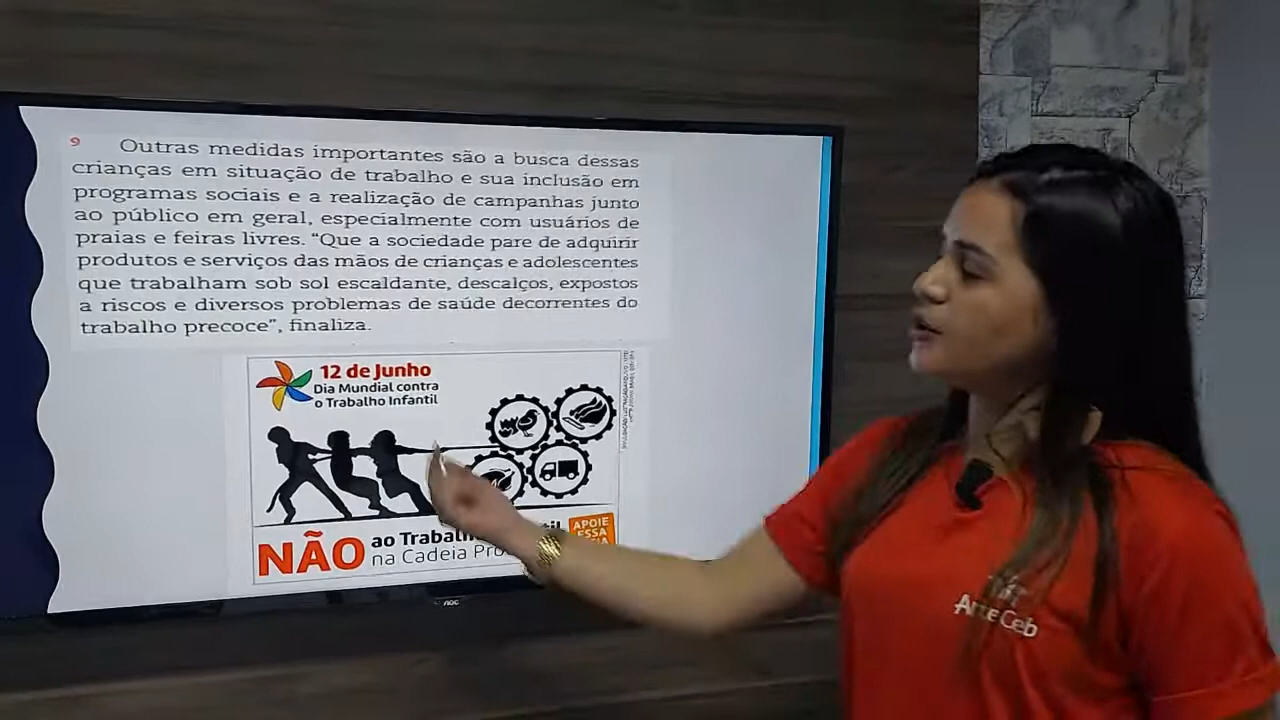 9
Outras medidas importantes são a busca dessas
crianças em situação de trabalho e sua inclusão em
programas sociais e a realização de campanhas junto
ao público em geral, especialmente com usuários de
praias e feiras livres. “Que a sociedade pare de adquirir
produtos e serviços das mãos de crianças e adolescentes
que trabalham sob sol escaldante, descalços, expostos
a riscos e diversos problemas de saúde decorrentes do
trabalho precoce”, finaliza.
12 de Junho
Dia Mundial contra
o Trabalho Infantil
NÃO
ao
na Cadeia
APOIE
ESSA
AOC
ArteCeb